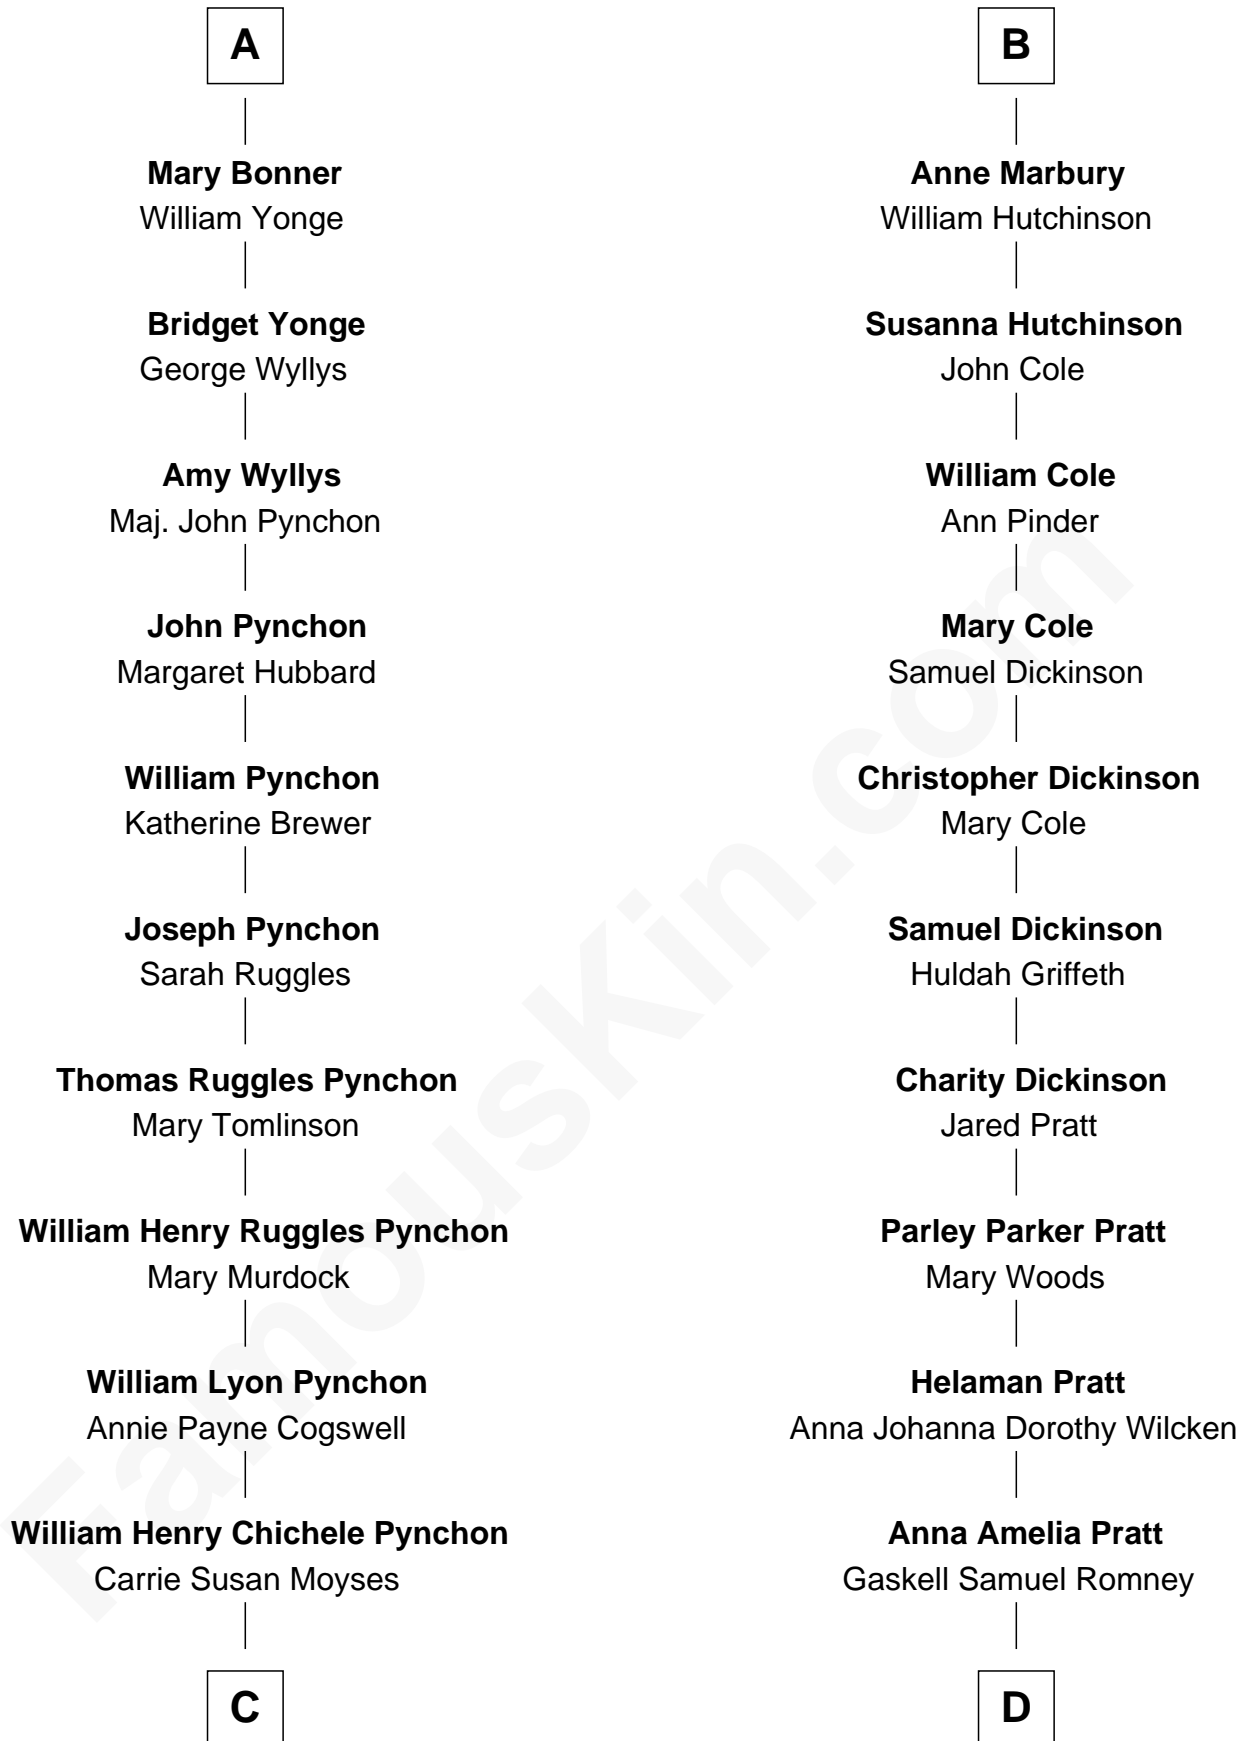 A
Mary Bonner
William Yonge
Bridget Yonge
George Wyllys
Amy Wyllys
Maj. John Pynchon
John Pynchon
Margaret Hubbard
William Pynchon
Katherine Brewer
Joseph Pynchon
Sarah Ruggles
Thomas Ruggles Pynchon
Mary Tomlinson
William Henry Ruggles Pynchon
Mary Murdock
William Lyon Pynchon
Annie Payne Cogswell
William Henry Chichele Pynchon
Carrie Susan Moyses
C
B
Anne Marbury
William Hutchinson
Susanna Hutchinson
John Cole
William Cole
Ann Pinder
Mary Cole
Samuel Dickinson
Christopher Dickinson
Mary Cole
Samuel Dickinson
Huldah Griffeth
Charity Dickinson
Jared Pratt
Parley Parker Pratt
Mary Woods
Helaman Pratt
Anna Johanna Dorothy Wilcken
Anna Amelia Pratt
Gaskell Samuel Romney
D
FamousKin.com